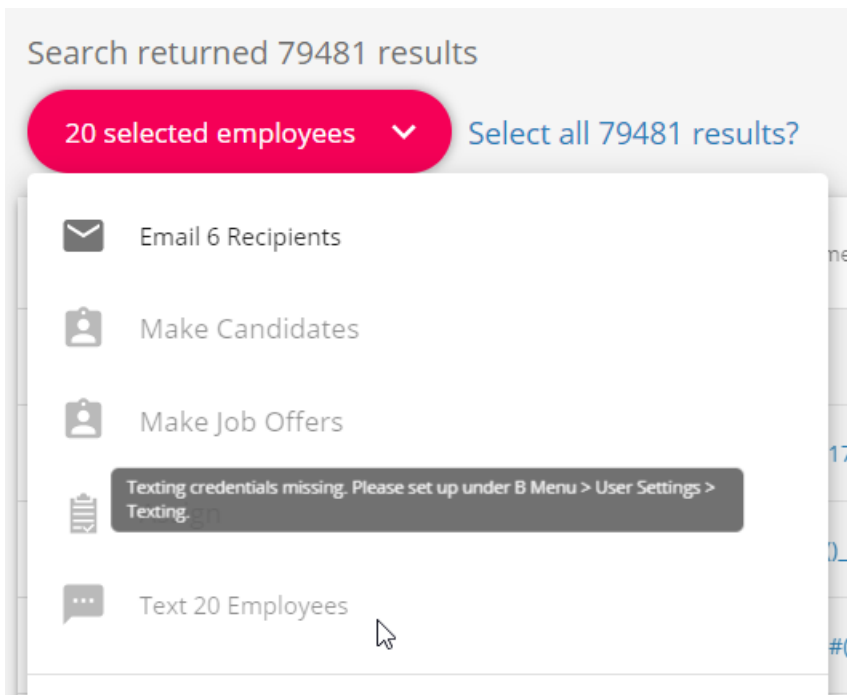 Search returned 79481 results
20 selected employees
Select all 79481 results?
Email 6 Recipients
Make Candidates
Make Job Offers
Texting credentials missing. Please set up under B Menu > User Settings >
Texting.
Text 20 Employees